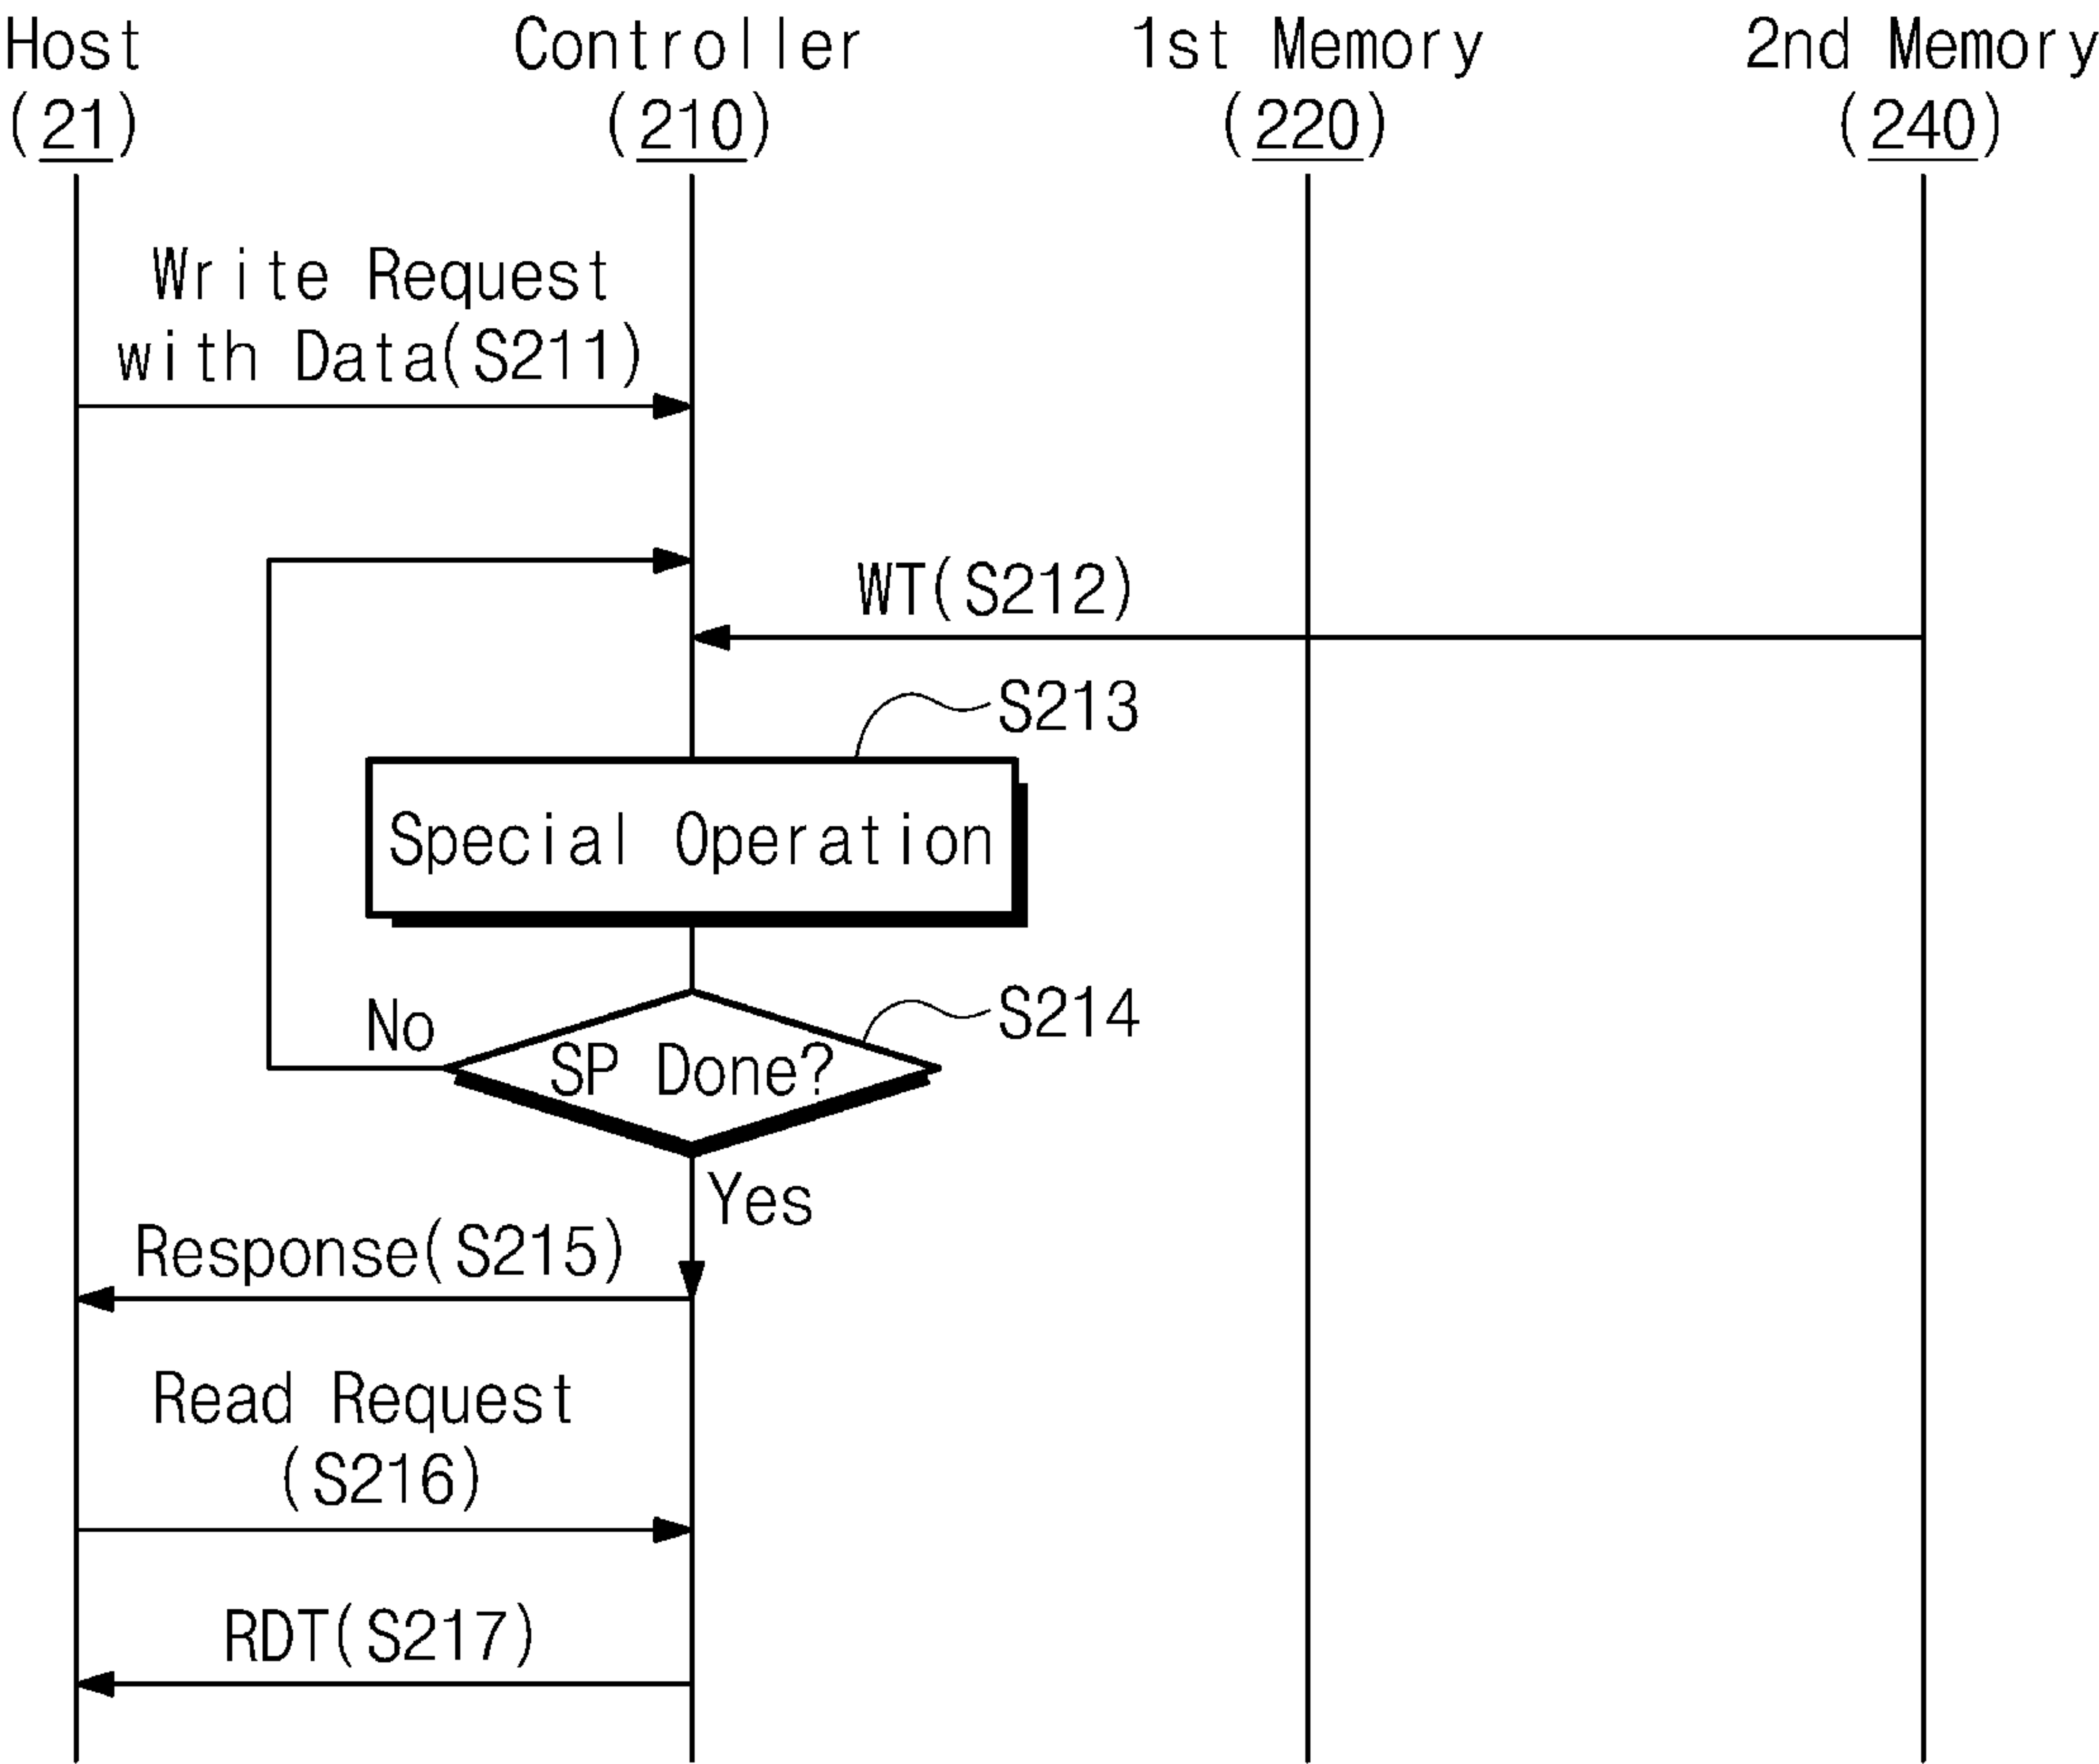 Host
(21)
Controller
(210)
1st Memory
(220)
2nd Memory
(240)
Write Request
with Data(S211)
WT(S212)
S213
Special Operation
S214
No
SP Done?
Yes
Response(S215)
Read Request
(S216)
RDT(S217)